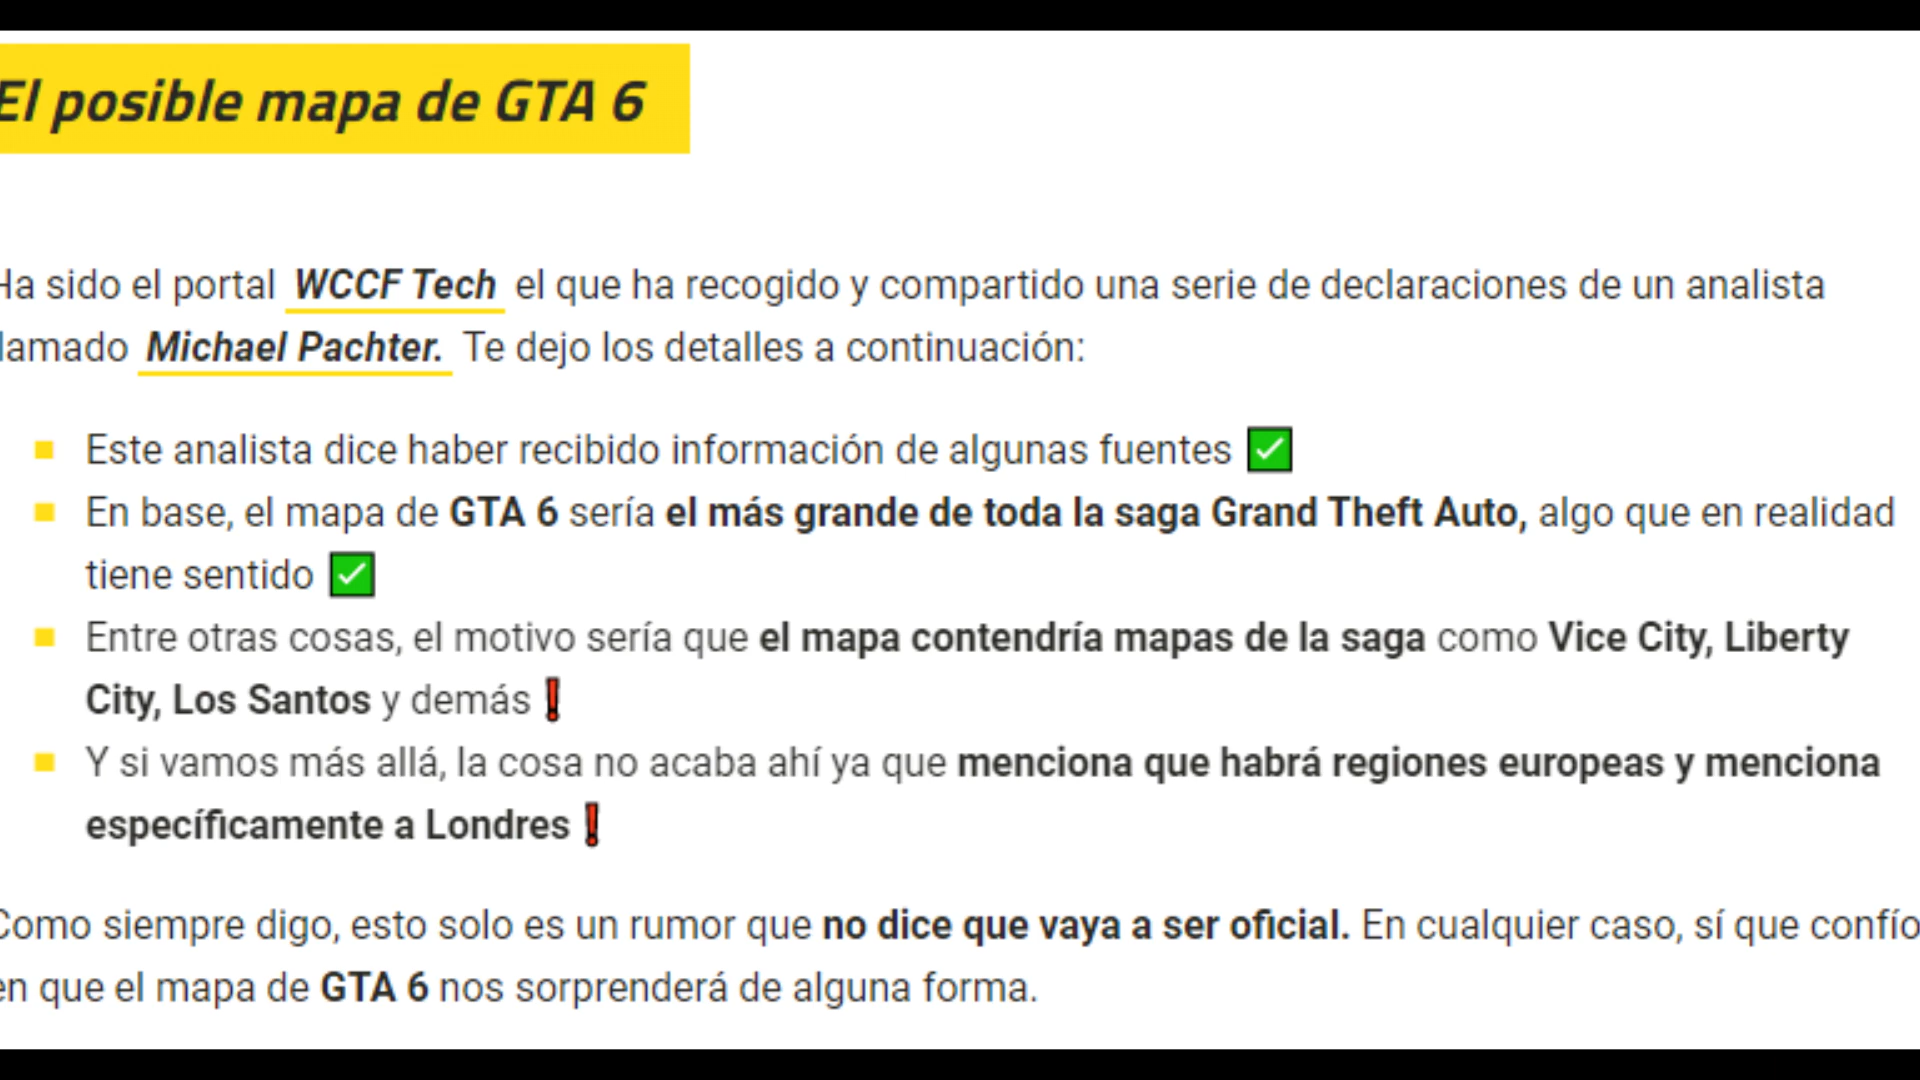 El posible mapa de GTA 6
Ha sido el portal WCCF Tech el que ha recogido y compartido una serie de declaraciones de un analista
lamado Michael Pachter. Te dejo los detalles a continuación:
Este analista dice haber recibido información de algunas fuentes ✅
En base, el mapa de GTA 6 sería el más grande de toda la saga Grand Theft Auto, algo que en realidad
tiene sentido ✅
Entre otras cosas, el motivo sería que el mapa contendría mapas de la saga como Vice City, Liberty
City, Los Santos y demás ❗
Y si vamos más allá, la cosa no acaba ahí ya que menciona que habrá regiones europeas y menciona
específicamente a Londres ❗
Como siempre digo, esto solo es un rumor que no dice que vaya a ser oficial. En cualquier caso, sí que confío
en que el mapa de GTA 6 nos sorprenderá de alguna forma.